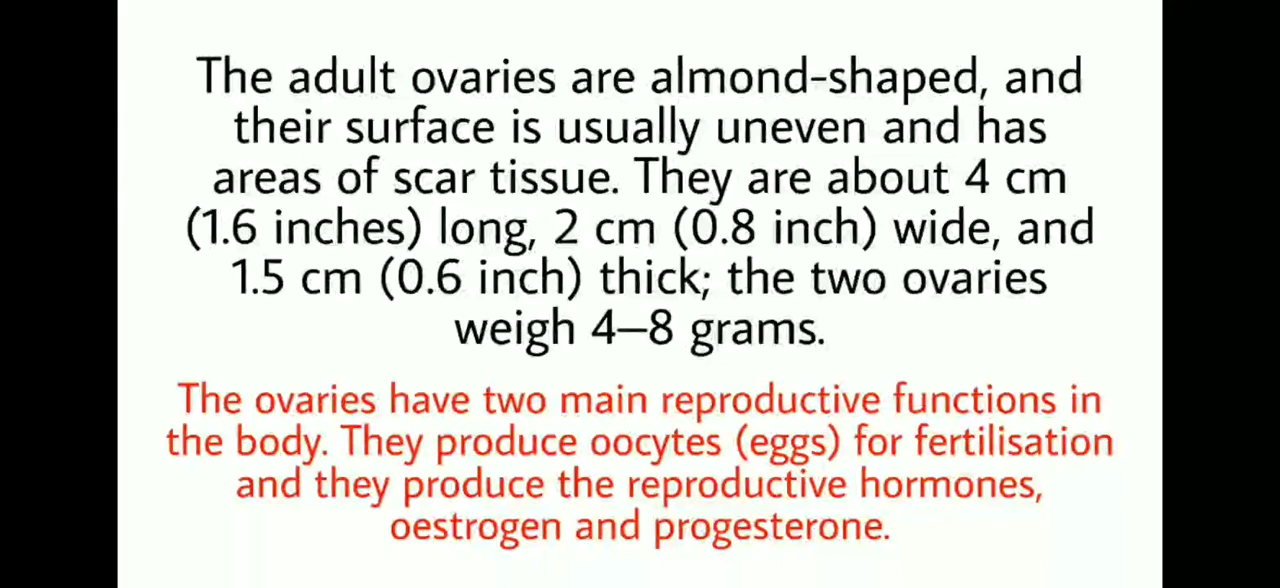 The adult ovaries are almond-shaped, and
their surface is usually uneven and has
areas of scar tissue. They are about 4 cm
(1.6 inches) long, 2 cm (0.8 inch) wide, and
1.5 cm (0.6 inch) thick; the two ovaries
weigh 4–8 grams.
The ovaries have two main reproductive functions in
the body. They produce oocytes (eggs) for fertilisation
and they produce the reproductive hormones,
oestrogen and progesterone.